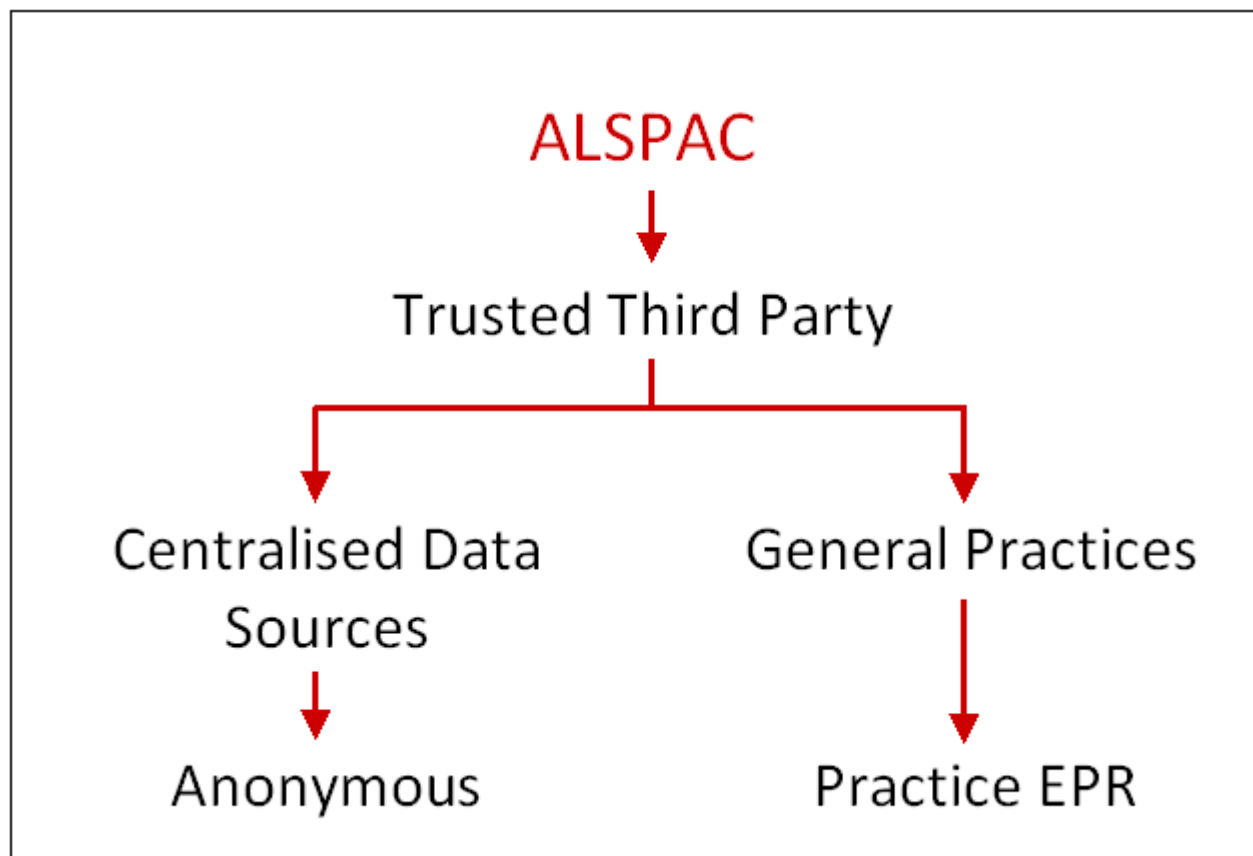 ALSPAC
Trusted Third Party
Centralised Data
Sources
General Practices
Anonymous
Practice EPR